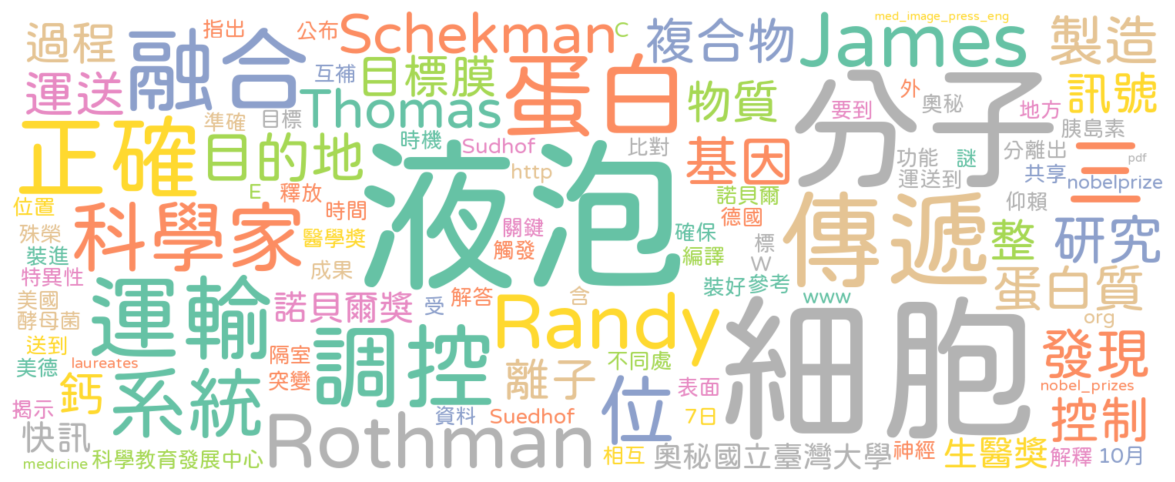 med_image_press_eng
過程
融合
指出
公布
Schekman
C
複合物
James
製造
運送
互補
目標膜
蛋白
物質
分子
外
奧秘
要到
地方
訊號
Thomas
準確
目標
正確
目的地
時機
Sudhof
http
比對
基因
胰島素
功能
謎
分離出
三
pdf
E
釋放
液泡
諾貝爾
運送到
共享
nobelprize
位置
科學家
時間
關鍵
德國
傳遞
仰賴
殊榮
醫學獎
觸發
確保
標
整
研究
裝進
編譯
W
特異性
成果
蛋白質
美國
運輸
諾貝爾獎
受
解答
含
裝好
參考
www
酵母菌
Randy
細胞
org
送到
調控
隔室
不同處
發現
laureates
美德
鈣
系統
突變
離子
位
表面
nobel_prizes
揭示
資料
Suedhof
7日
控制
快訊
Rothman
medicine
科學教育發展中心
相互
奧秘國立臺灣大學
神經
生醫獎
解釋
10月